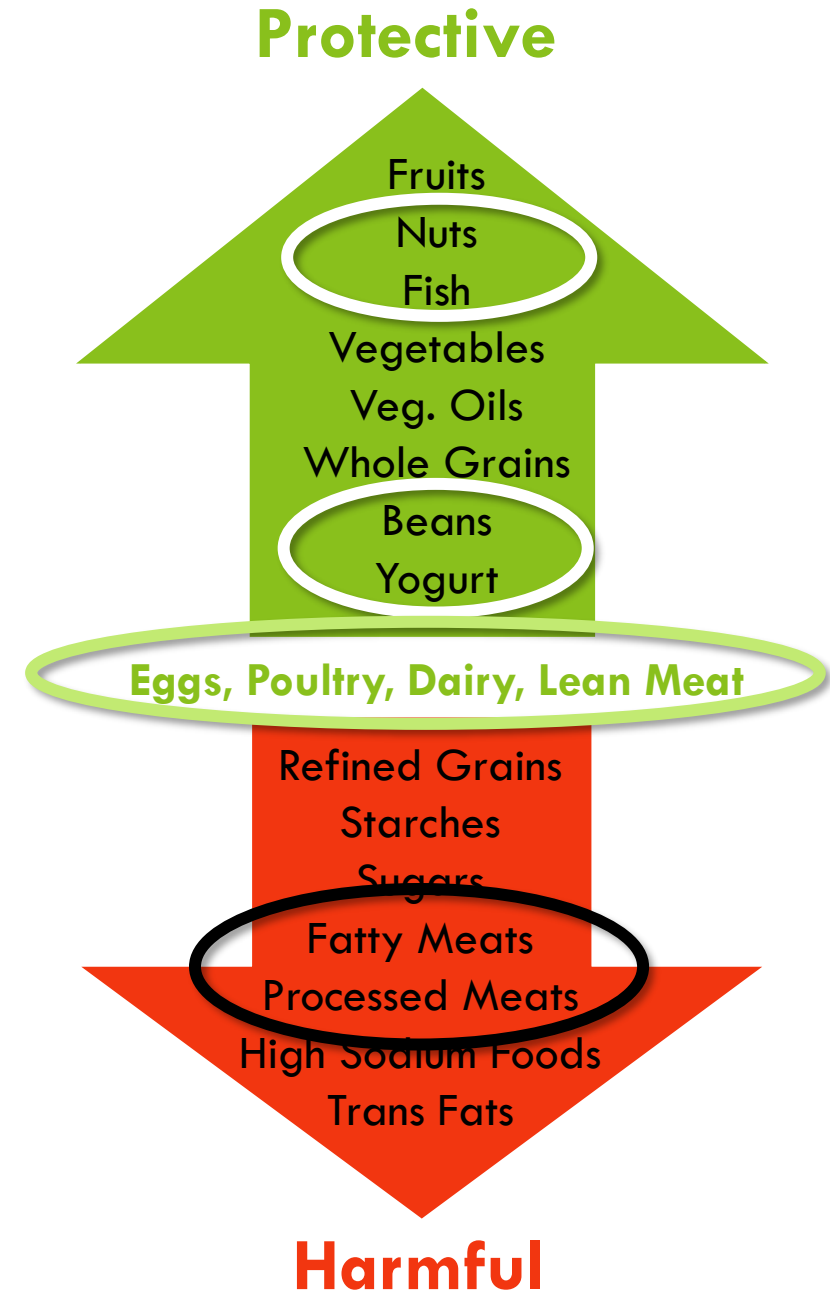 Protective
Fruits
Nuts
Fish
Vegetables
Veg. Oils
Whole Grains
Beans
Yogurt
Eggs, Poultry, Dairy, Lean Meat
Refined Grains
Starches
Sugars
Fatty Meats
Processed Meats
High Sodium Foods
Trans Fats
Harmful